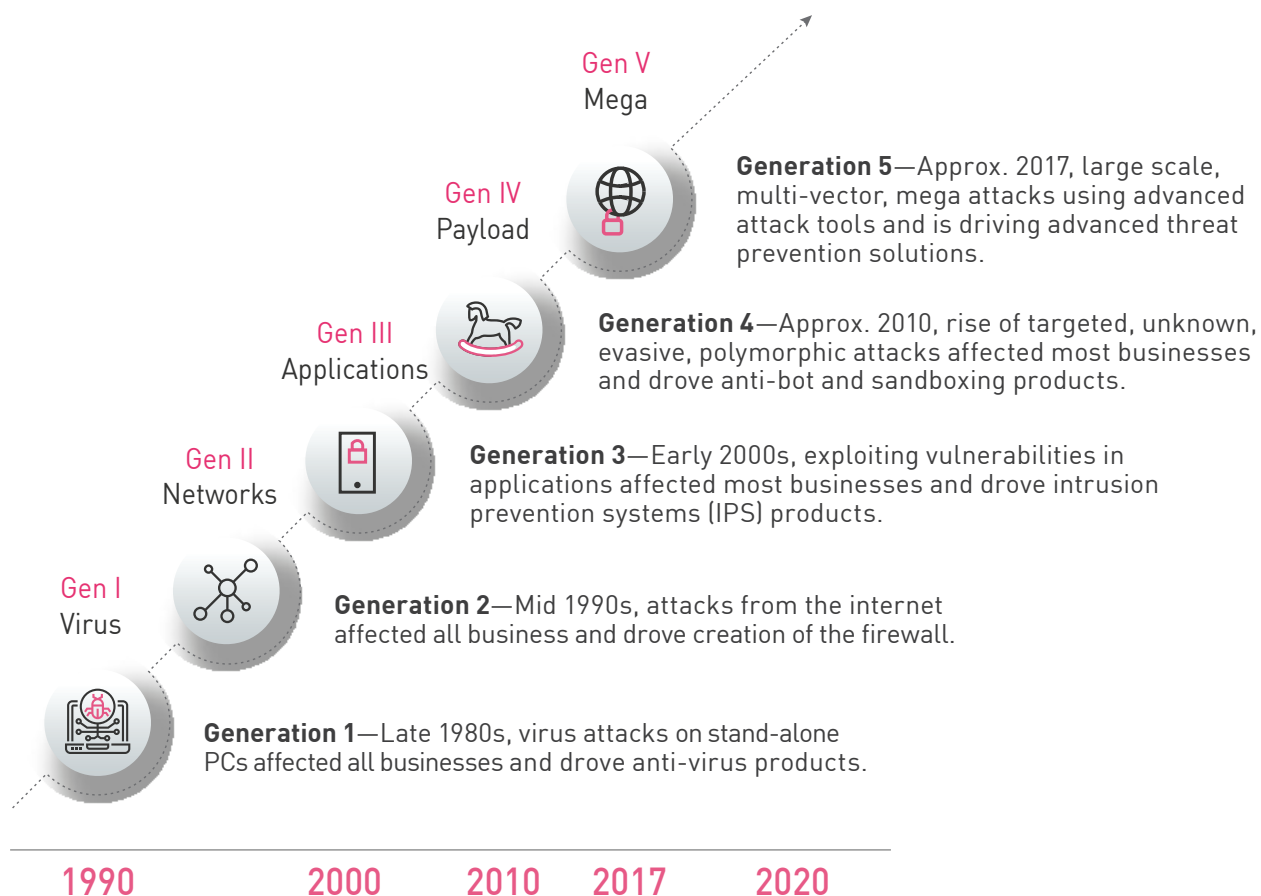 Gen V
Mega
Generation 5—Approx. 2017, large scale,
multi-vector, mega attacks using advanced
attack tools and is driving advanced threat
prevention solutions.
Gen IV
Payload
Generation 4—Approx. 2010, rise of targeted, unknown,
evasive, polymorphic attacks affected most businesses
and drove anti-bot and sandboxing products.
Gen III
Applications
Generation 3—Early 2000s, exploiting vulnerabilities in
applications affected most businesses and drove intrusion
prevention systems (IPS) products.
Gen II
Networks
Generation 2—Mid 1990s, attacks from the internet
affected all business and drove creation of the firewall.
Gen I
Virus
Generation 1—Late 1980s, virus attacks on stand-alone
PCs affected all businesses and drove anti-virus products.
1990 2000 2010 2017 2020